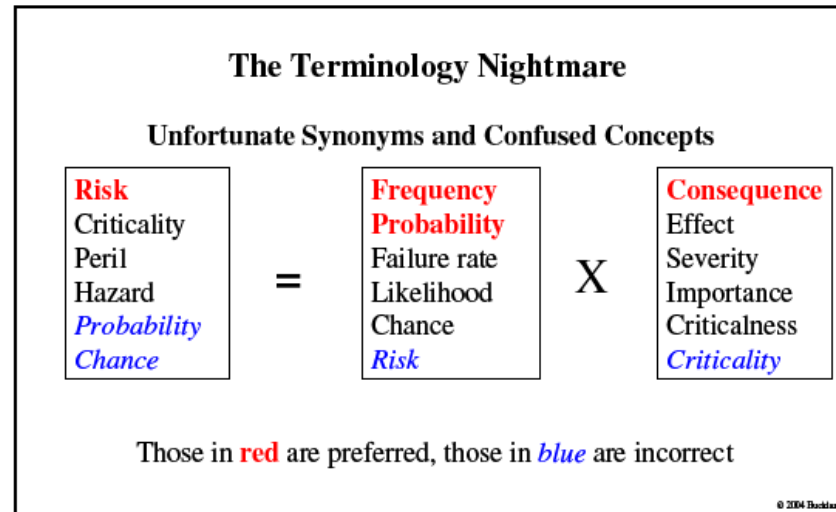 The Terminology Nightmare
Unfortunate Synonyms and Confused Concepts
Risk
Criticality
Peril
Hazard
Probability
Chance
=
Frequency
Probability
Failure rate
Likelihood
Chance
Risk
X
Consequence
Effect
Severity
Importance
Criticalness
Criticality
Those in red are preferred, those in blue are incorrect
© 2004